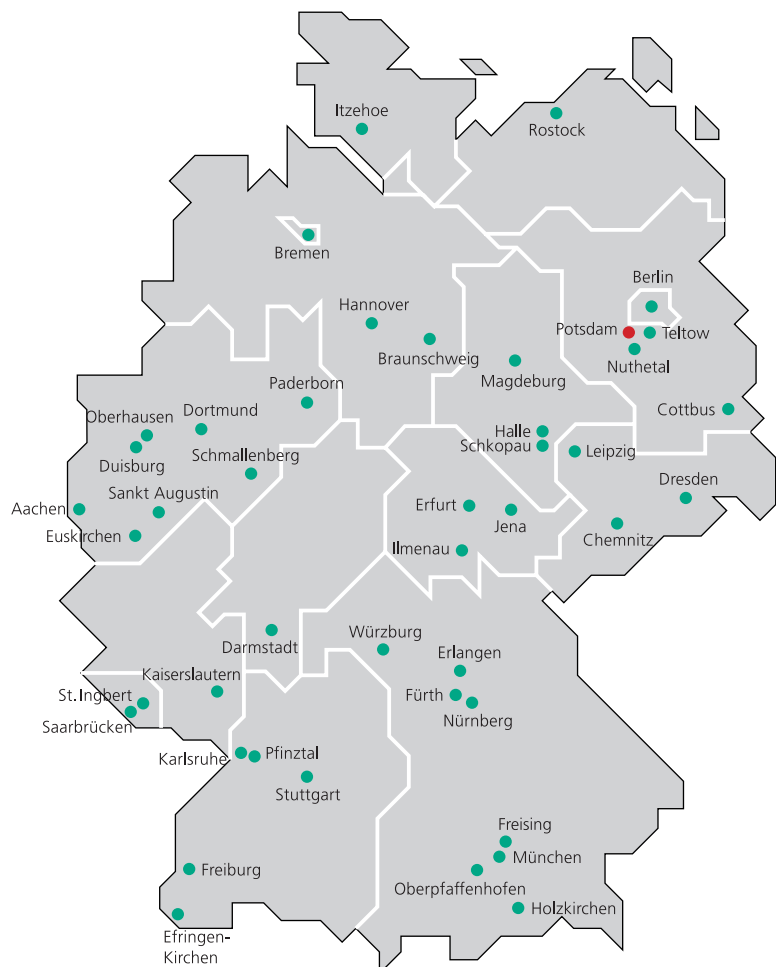 Itzehoe
Rostock
Bremen
Berlin
Hannover
Potsdam
Teltow
Braunschweig
Nuthetal
Magdeburg
Paderborn
Cottbus
Oberhausen
Dortmund
Halle
Schkopau
Leipzig
Duisburg
Schmallenberg
Dresden
Sankt Augustin
Aachen
Erfurt
Jena
Euskirchen
Chemnitz
Ilmenau
Darmstadt
Würzburg
Erlangen
Kaiserslautern
St. Ingbert
Fürth
Saarbrücken
Nürnberg
Karlsruhe
Pfinztal
Stuttgart
Freising
München
Freiburg
Oberpfaffenhofen
Holzkirchen
Efringen-
Kirchen